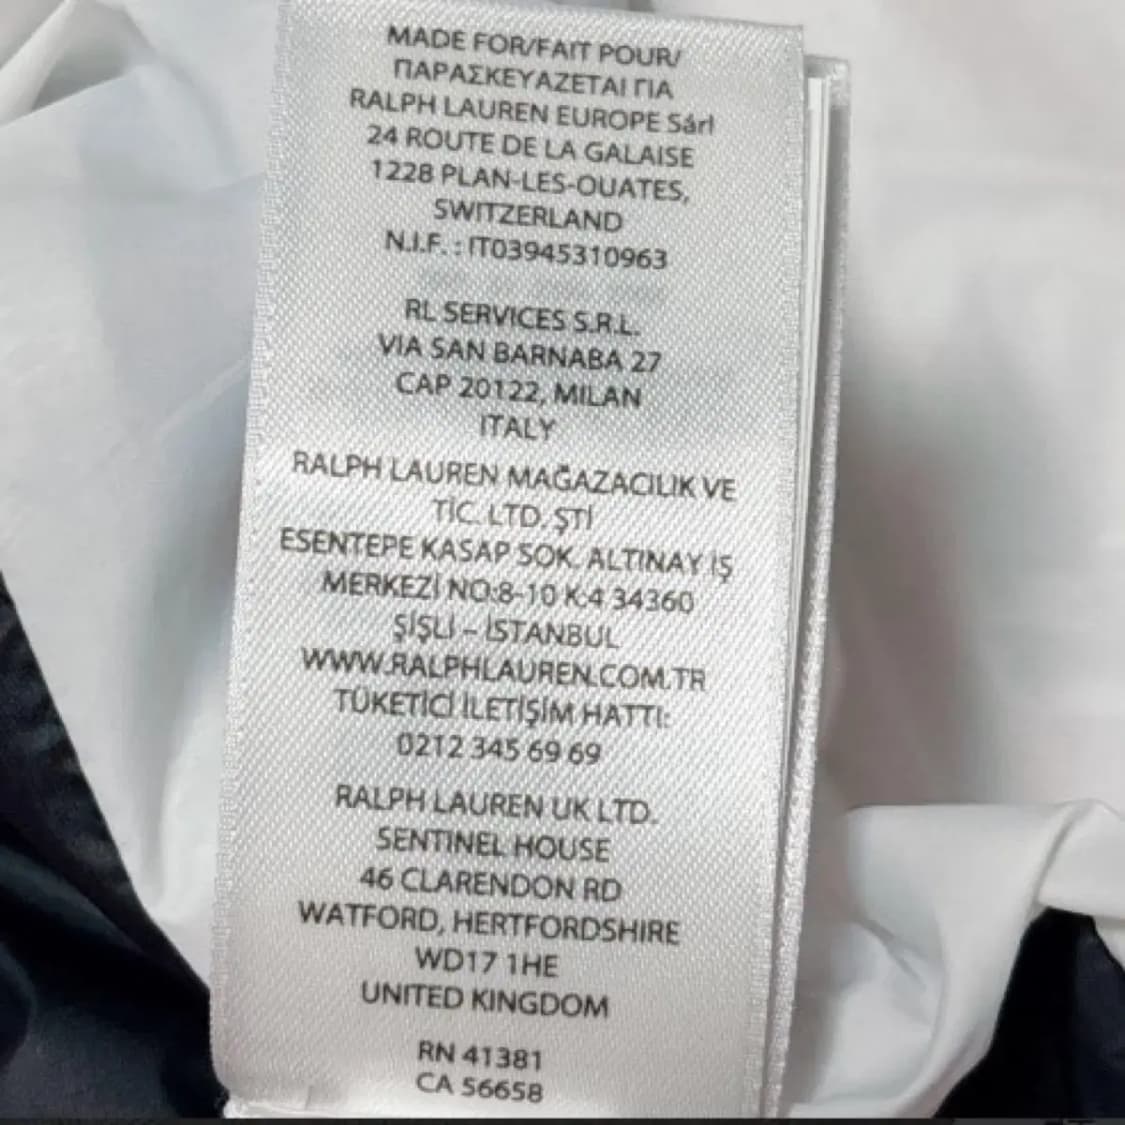 MADE FOR/FAIT POUR/
ΠΑΡΑΣΚΕΥΑΖΕΤΑΙ ΓΙΑ
RALPH LAUREN EUROPE Sárl
24 ROUTE DE LA GALAISE
1228 PLAN-LES-OUATES,
SWITZERLAND
N.I.F. : IT03945310963
RL SERVICES S.R.L.
VIA SAN BARNABA 27
CAP 20122, MILAN
ITALY
RALPH LAUREN MAĞAZACILIK VE
TİC. LTD. ŞTİ
ESENTEPE KASAP SOK. ALTINAY İŞ
MERKEZİ NO:8-10 K:4 34360
ŞİŞLİ – İSTANBUL
WWW.RALPHLAUREN.COM.TR
TÜKETİCİ İLETİŞİM HATTI:
0212 345 69 69
RALPH LAUREN UK LTD.
SENTINEL HOUSE
46 CLARENDON RD
WATFORD, HERTFORDSHIRE
WD17 1HE
UNITED KINGDOM
RN 41381
CA 56658